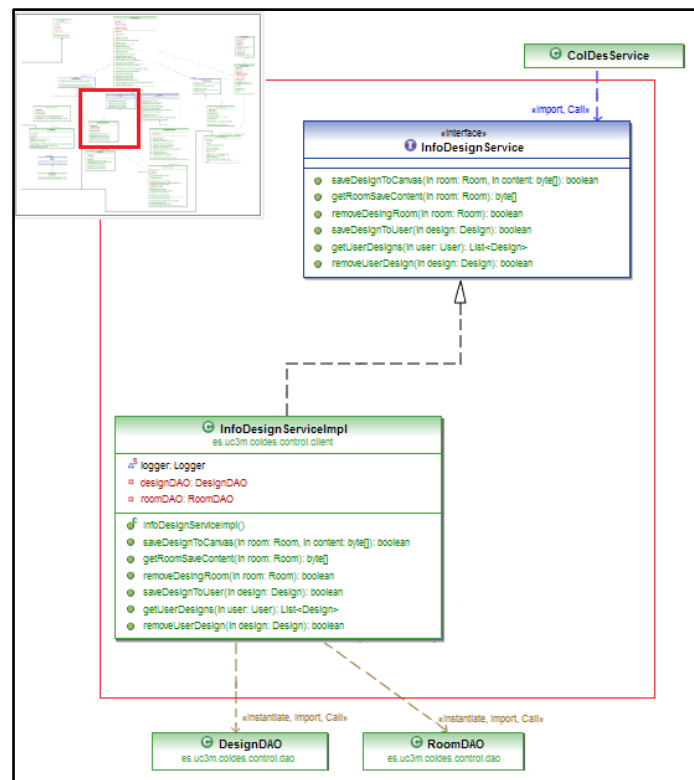 ColDesService
«Import, Call»
«Interface»
InfoDesignService
saveDesignToCanvas(in room: Room, in content: byte[]): boolean
getRoomSaveContent(in room: Room): byte[]
removeDesingRoom(in room: Room): boolean
saveDesignToUser(in design: Design): boolean
getUserDesigns(in user: User): List<Design>
removeUserDesign(in design: Design): boolean
InfoDesignServiceImpl
es.uc3m.coldes.control.client
logger: Logger
designDAO: DesignDAO
roomDAO: RoomDAO
InfoDesignServiceImpl()
saveDesignToCanvas(in room: Room, in content: byte[]): boolean
getRoomSaveContent(in room: Room): byte[]
removeDesingRoom(in room: Room): boolean
saveDesignToUser(in design: Design): boolean
getUserDesigns(in user: User): List<Design>
removeUserDesign(in design: Design): boolean
«Instantiate, Import, Call»
«Instantiate, Import, Call»
DesignDAO
es.uc3m.coldes.control.dao
RoomDAO
es.uc3m.coldes.control.dao